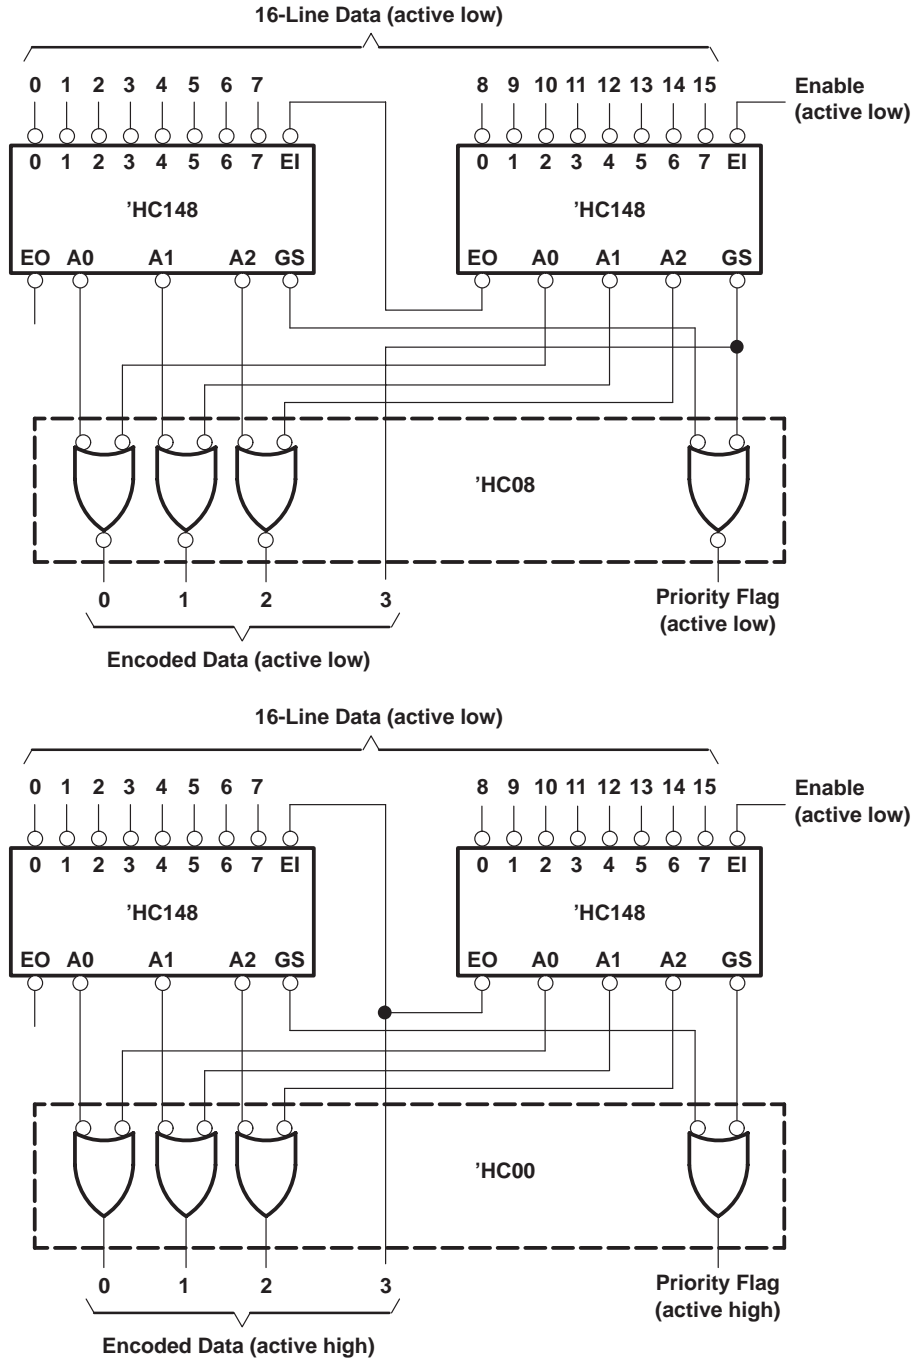 16-Line Data (active low)
0 1 2 3 4 5 6 7 8 9 10 11 12 13 14 15 Enable
(active low)
0 1 2 3 4 5 6 7 EI 0 1 2 3 4 5 6 7 EI
’HC148 ’HC148
EO A0 A1 A2 GS EO A0 A1 A2 GS
’HC08
0 1 2 3 Priority Flag
(active low)
Encoded Data (active low)
16-Line Data (active low)
0 1 2 3 4 5 6 7 8 9 10 11 12 13 14 15 Enable
(active low)
0 1 2 3 4 5 6 7 EI 0 1 2 3 4 5 6 7 EI
’HC148 ’HC148
EO A0 A1 A2 GS EO A0 A1 A2 GS
’HC00
0 1 2 3 Priority Flag
(active high)
Encoded Data (active high)